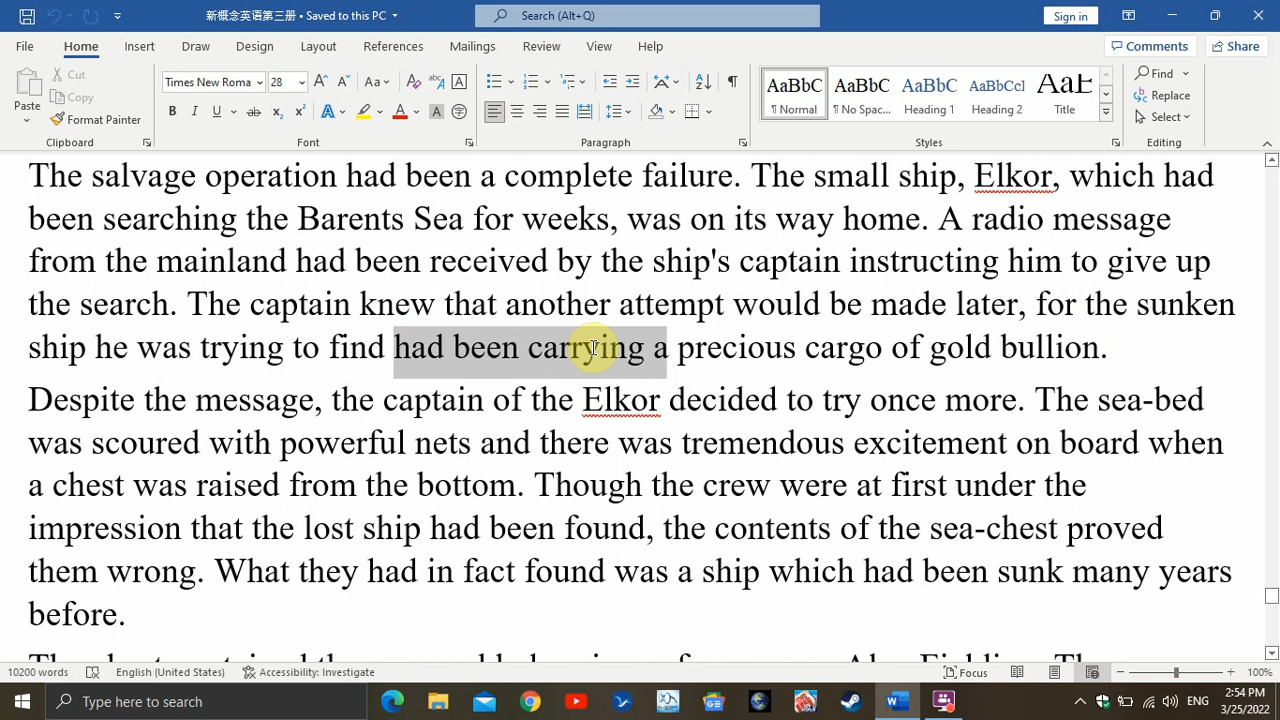 新概念英语第三册 • Saved to this PC
Search (Alt+Q)
Sign in
File Home Insert Draw Design Layout References Mailings Review View Help
Comments Share
Paste
Cut
Copy
Format Painter
Clipboard
Times New Roma 28
Font
Paragraph
AaBbC AaBbC AaBbC AaBbCcl
¶ Normal ¶ No Spac... Heading 1 Heading 2 Title
Styles
Find
Replace
Select
Editing
The salvage operation had been a complete failure. The small ship, Elkor, which had
been searching the Barents Sea for weeks, was on its way home. A radio message
from the mainland had been received by the ship's captain instructing him to give up
the search. The captain knew that another attempt would be made later, for the sunken
ship he was trying to find had been carrying a precious cargo of gold bullion.
Despite the message, the captain of the Elkor decided to try once more. The sea-bed
was scoured with powerful nets and there was tremendous excitement on board when
a chest was raised from the bottom. Though the crew were at first under the
impression that the lost ship had been found, the contents of the sea-chest proved
them wrong. What they had in fact found was a ship which had been sunk many years
before.
10200 words English (United States) Accessibility: Investigate Focus 100%
Type here to search
ENG
2:54 PM
3/25/2022